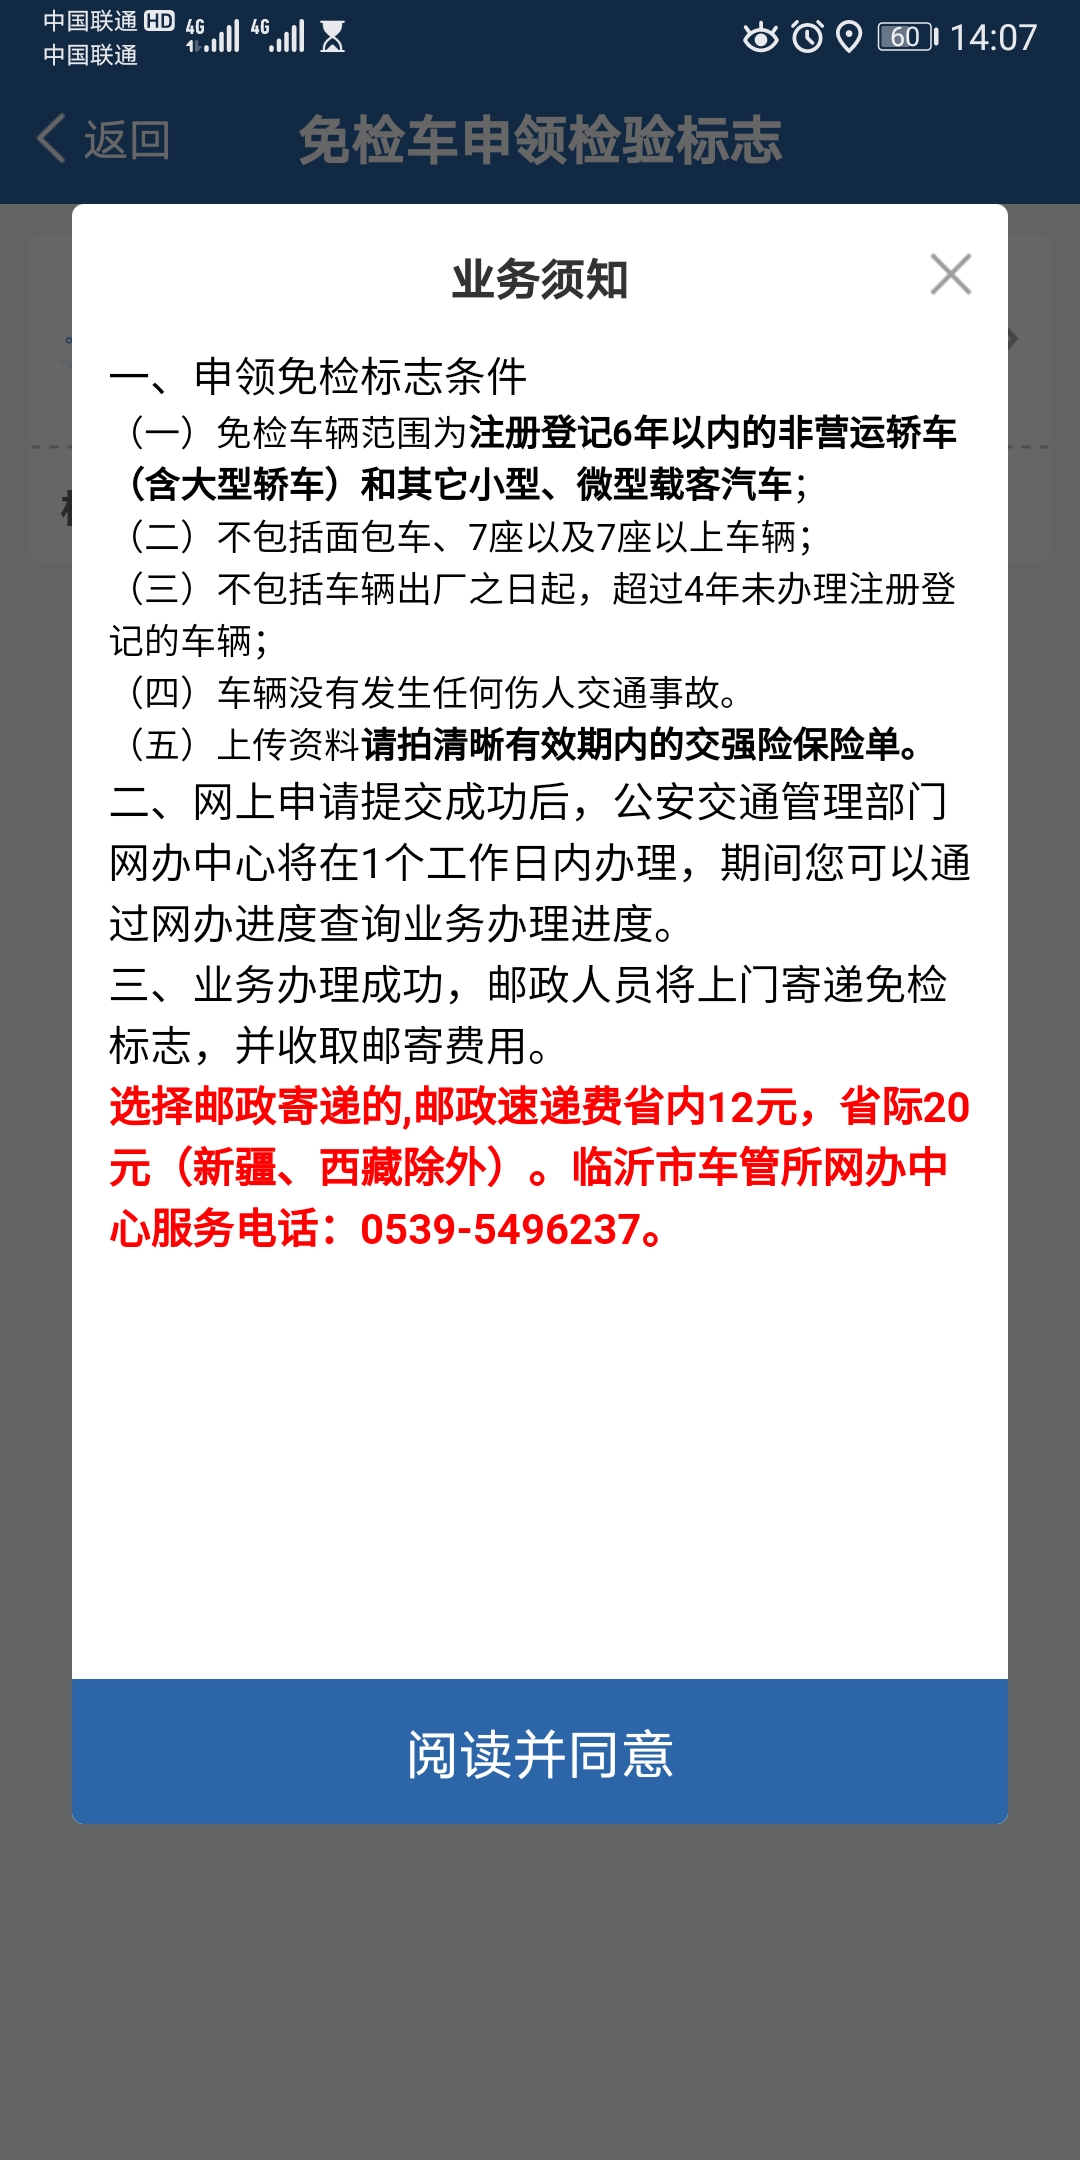 中国联通 HD 4G 4G 60 14:07
中国联通
返回 免检车申领检验标志
业务须知
一、申领免检标志条件
（一）免检车辆范围为注册登记6年以内的非营运轿车
（含大型轿车）和其它小型、微型载客汽车；
（二）不包括面包车、7座以及7座以上车辆；
（三）不包括车辆出厂之日起，超过4年未办理注册登
记的车辆；
（四）车辆没有发生任何伤人交通事故。
（五）上传资料请拍清晰有效期内的交强险保险单。
二、网上申请提交成功后，公安交通管理部门
网办中心将在1个工作日内办理，期间您可以通
过网办进度查询业务办理进度。
三、业务办理成功，邮政人员将上门寄递免检
标志，并收取邮寄费用。
选择邮政寄递的,邮政速递费省内12元，省际20
元（新疆、西藏除外）。临沂市车管所网办中
心服务电话：0539-5496237。
阅读并同意